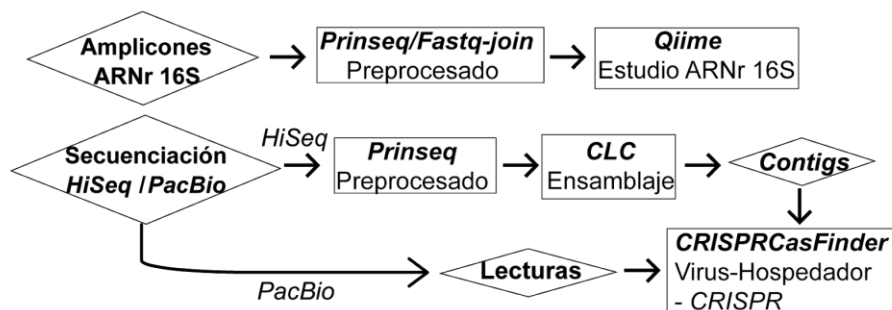 Amplicones
ARNr 16S
Prinseq/Fastq-join
Preprocesado
Qiime
Estudio ARNr 16S
Secuenciación
HiSeq / PacBio
HiSeq
Prinseq
Preprocesado
CLC
Ensamblaje
Contigs
PacBio
Lecturas
CRISPRCasFinder
Virus-Hospedador
- CRISPR